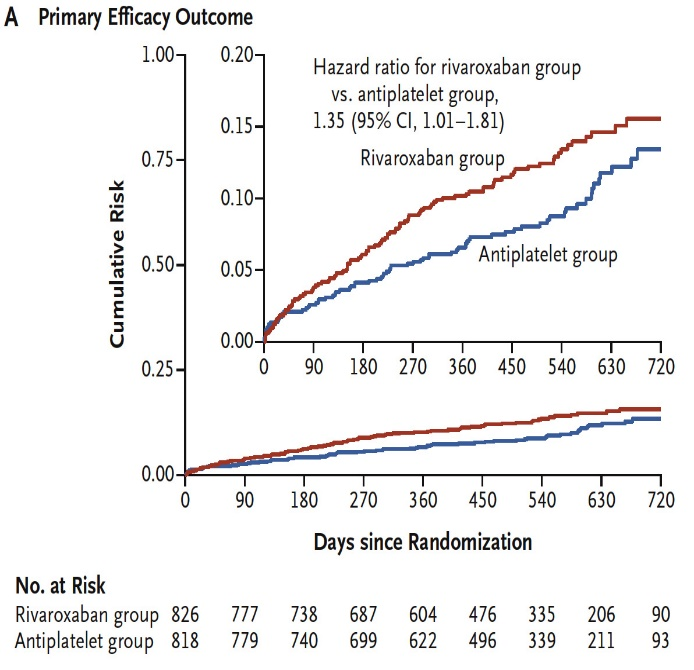 A Primary Efficacy Outcome
1.00
0.75
0.50
0.25
0.00
Cumulative Risk
0.20
0.15
0.10
0.05
0.00
Hazard ratio for rivaroxaban group
vs. antiplatelet group,
1.35 (95% CI, 1.01–1.81)
Rivaroxaban group
Antiplatelet group
0 90 180 270 360 450 540 630 720
0 90 180 270 360 450 540 630 720
Days since Randomization
No. at Risk
Rivaroxaban group 826 777 738 687 604 476 335 206 90
Antiplatelet group 818 779 740 699 622 496 339 211 93